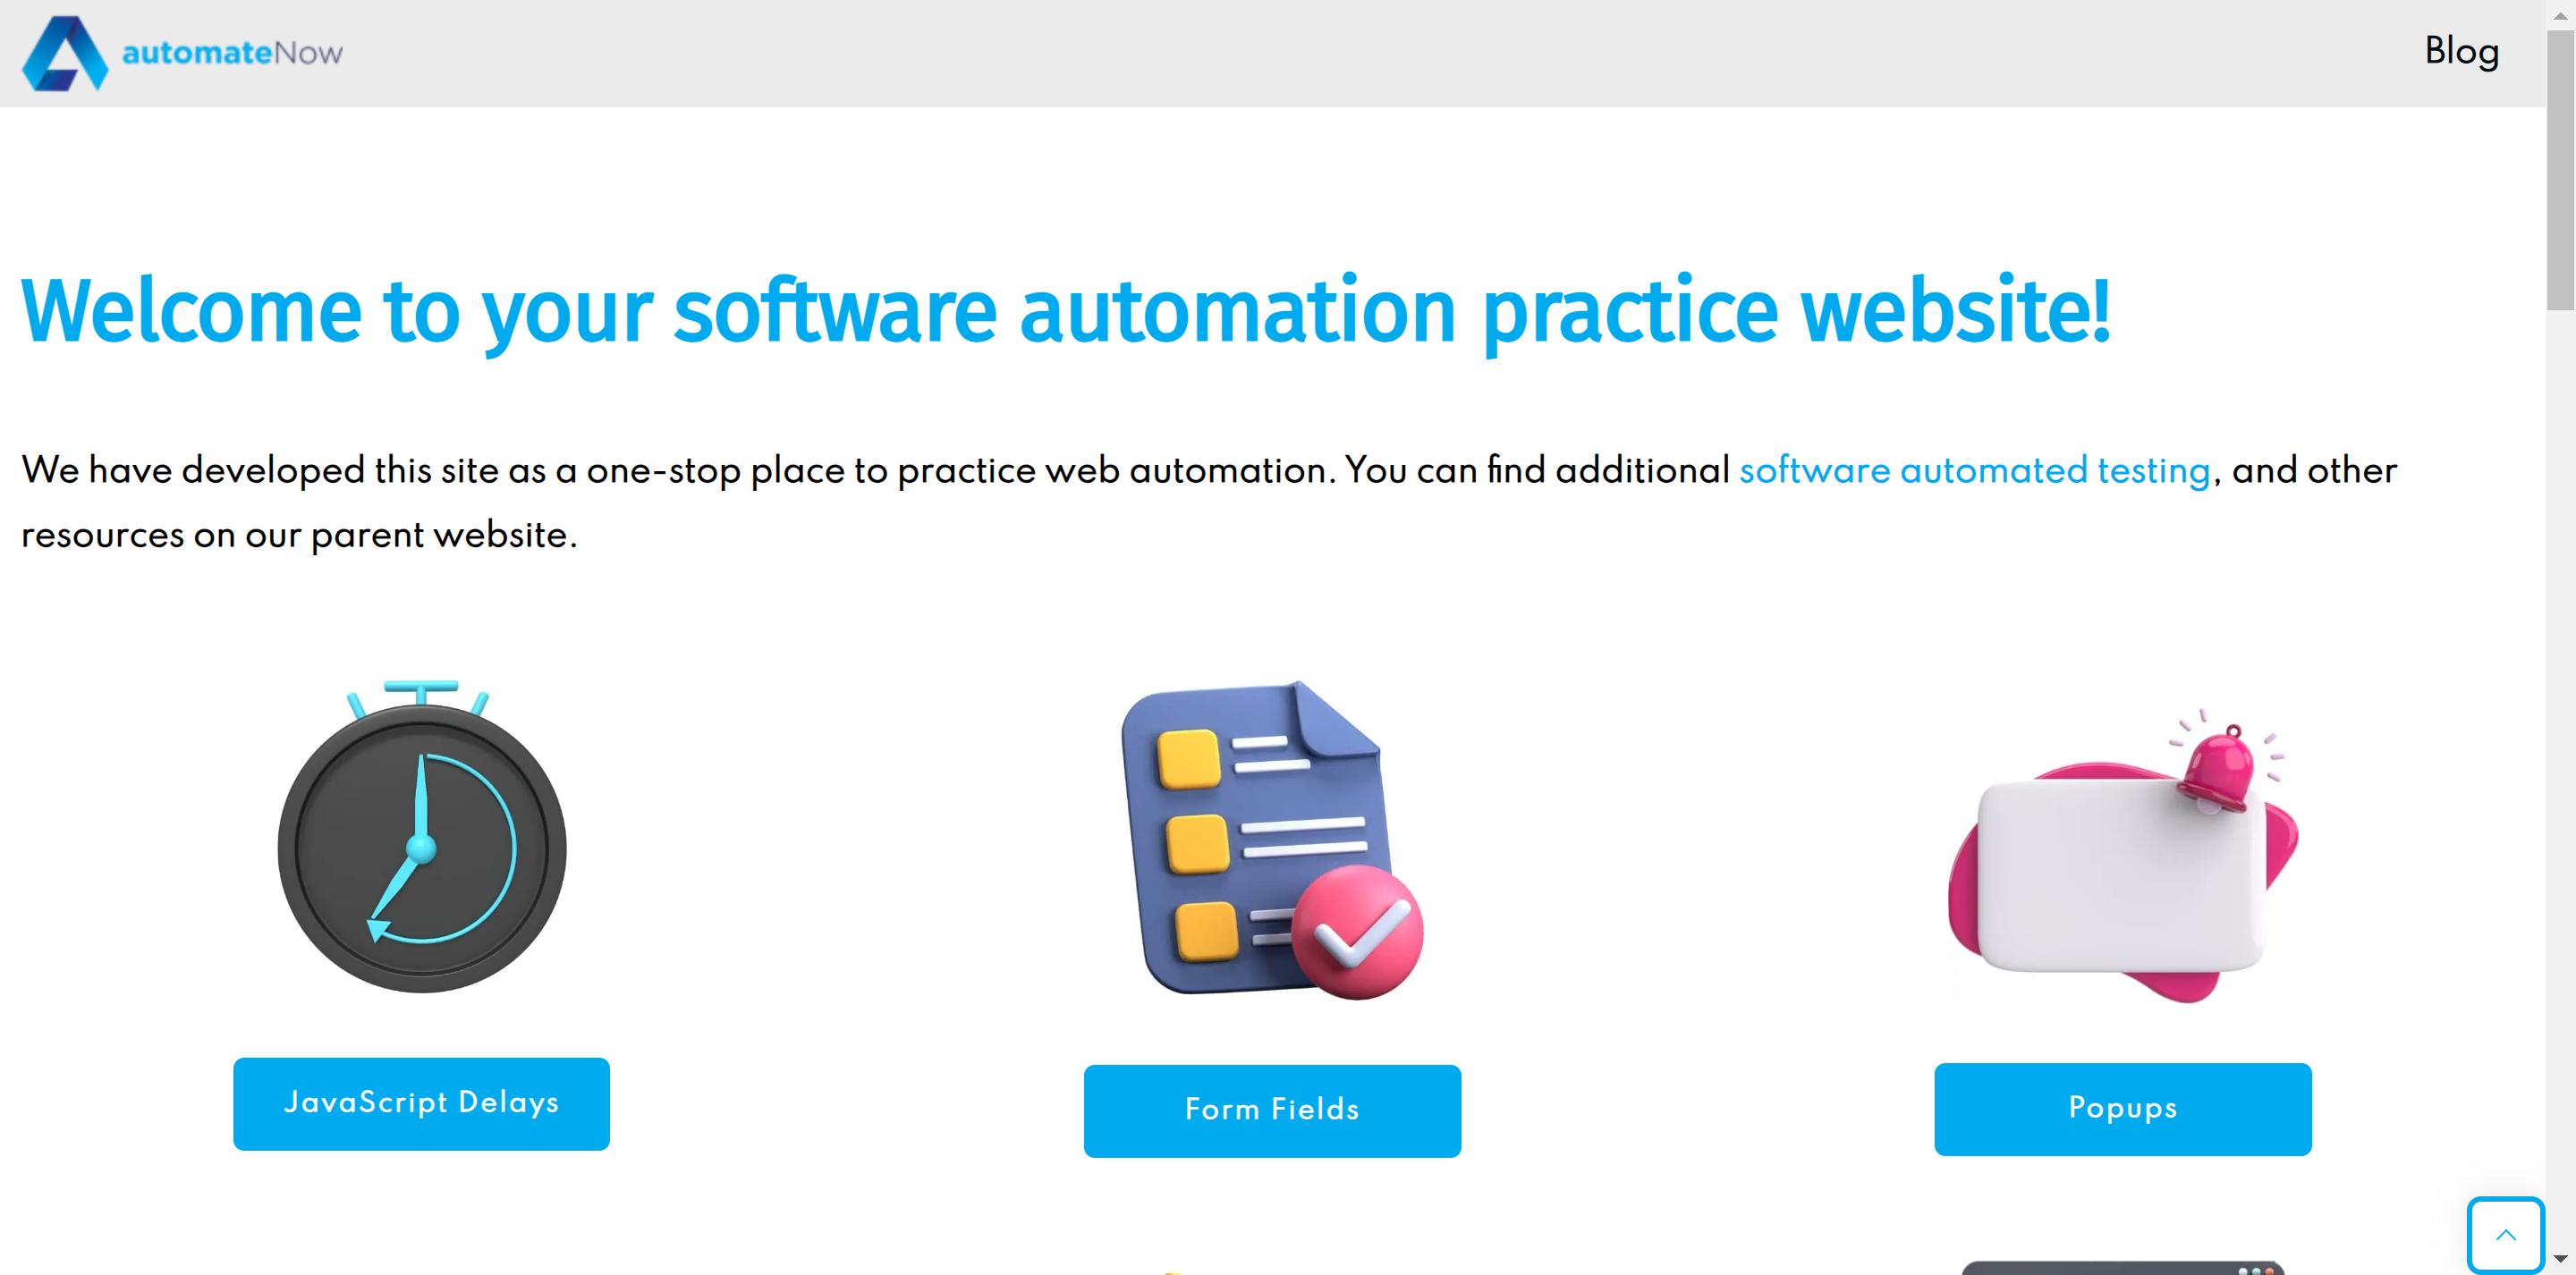 automateNow
Blog
Welcome to your software automation practice website!
We have developed this site as a one-stop place to practice web automation. You can find additional software automated testing, and other
resources on our parent website.
JavaScript Delays
Form Fields
Popups